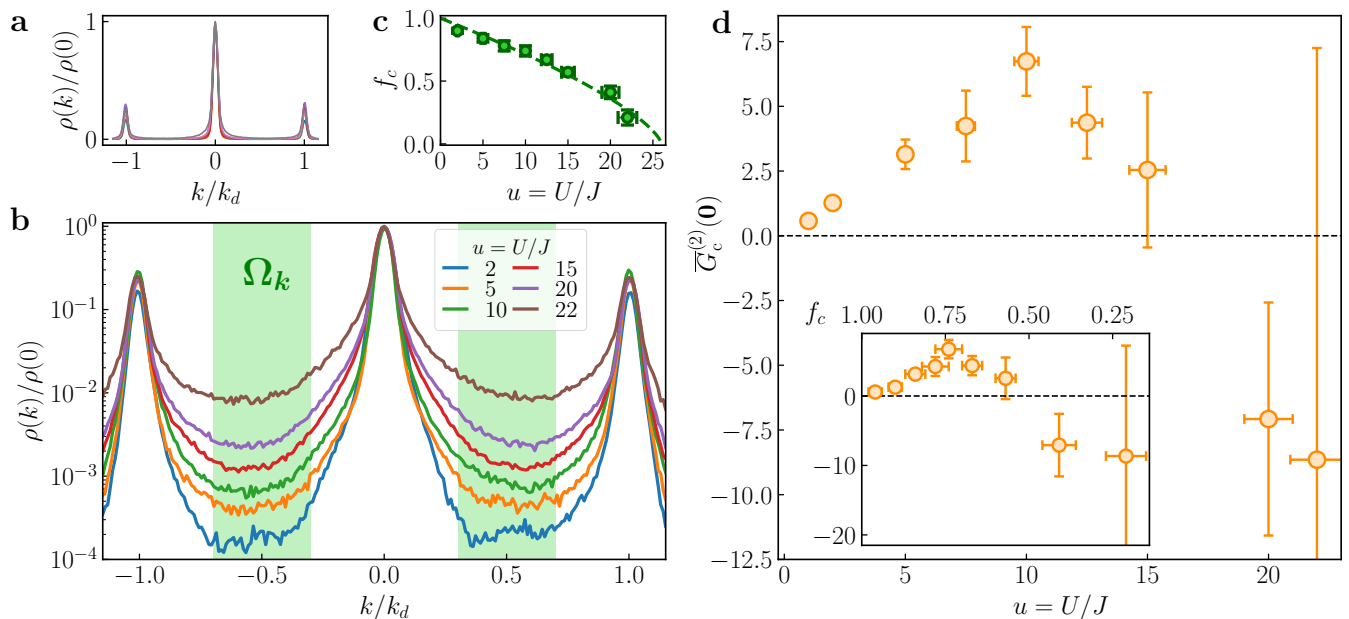 a
ρ(k)/ρ(0)
1
0
−1 0 1
k/k_d
c
f_c
1.0
0.5
0.0
0 5 10 15 20 25
u = U/J
b
ρ(k)/ρ(0)
10^0
10^−1
10^−2
10^−3
10^−4
Ω_k
u = U/J
2 15
5 20
10 22
−1.0 −0.5 0.0 0.5 1.0
k/k_d
d
G̅_c^(2)(0)
7.5
5.0
2.5
0.0
−2.5
−5.0
−7.5
−10.0
−12.5
f_c 1.00 0.75 0.50 0.25
0
−10
−20
0 5 10 15 20
u = U/J